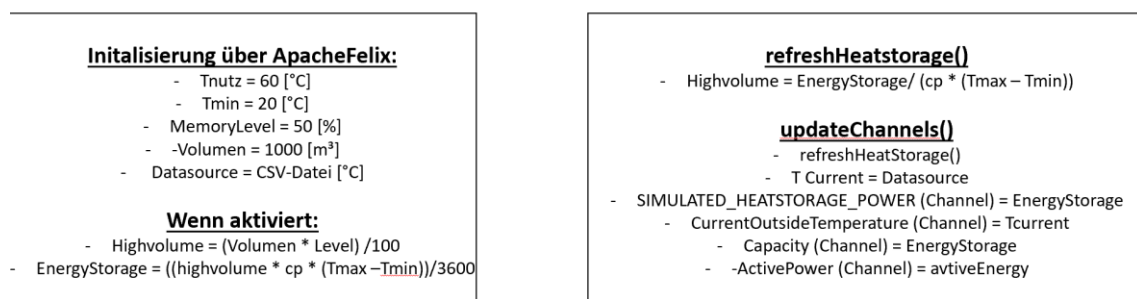 Initalisierung über ApacheFelix:
- Tnutz = 60 [°C]
- Tmin = 20 [°C]
- MemoryLevel = 50 [%]
- -Volumen = 1000 [m³]
- Datasource = CSV-Datei [°C]
Wenn aktiviert:
- Highvolume = (Volumen * Level) /100
- EnergyStorage = ((highvolume * cp * (Tmax –Tmin))/3600
refreshHeatstorage()
- Highvolume = EnergyStorage/ (cp * (Tmax – Tmin))
updateChannels()
- refreshHeatStorage()
- T Current = Datasource
- SIMULATED_HEATSTORAGE_POWER (Channel) = EnergyStorage
- CurrentOutsideTemperature (Channel) = Tcurrent
- Capacity (Channel) = EnergyStorage
- -ActivePower (Channel) = avtiveEnergy